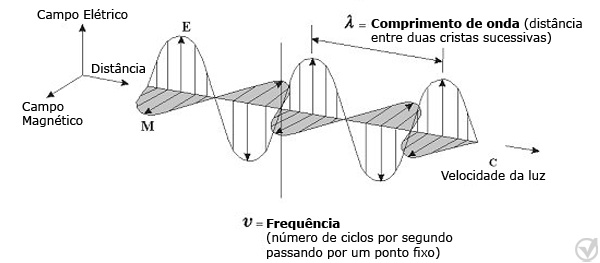 Campo Elétrico
E
λ = Comprimento de onda (distância
entre duas cristas sucessivas)
Distância
Campo
Magnético
M
C
Velocidade da luz
υ = Frequência
(número de ciclos por segundo
passando por um ponto fixo)